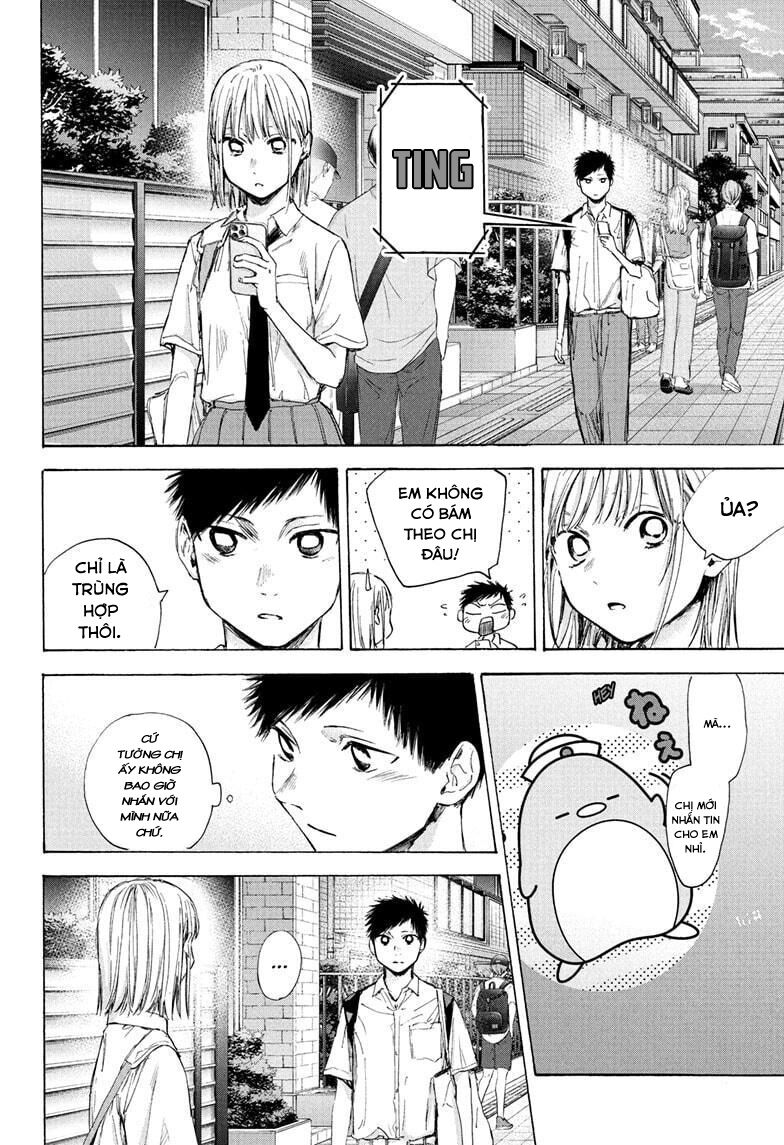 TING
ỦA?
EM KHÔNG
CÓ BÁM
THEO CHỊ
ĐÂU!
CHỈ LÀ
TRÙNG
HỢP
THÔI.
MÀ...
CHỊ MỚI
NHẮN TIN
CHO EM
NHỈ.
HEY
ねぇ
CỨ
TƯỞNG CHỊ
ẤY KHÔNG
BAO GIỜ
NHẮN VỚI
MÌNH NỮA
CHỨ.
...